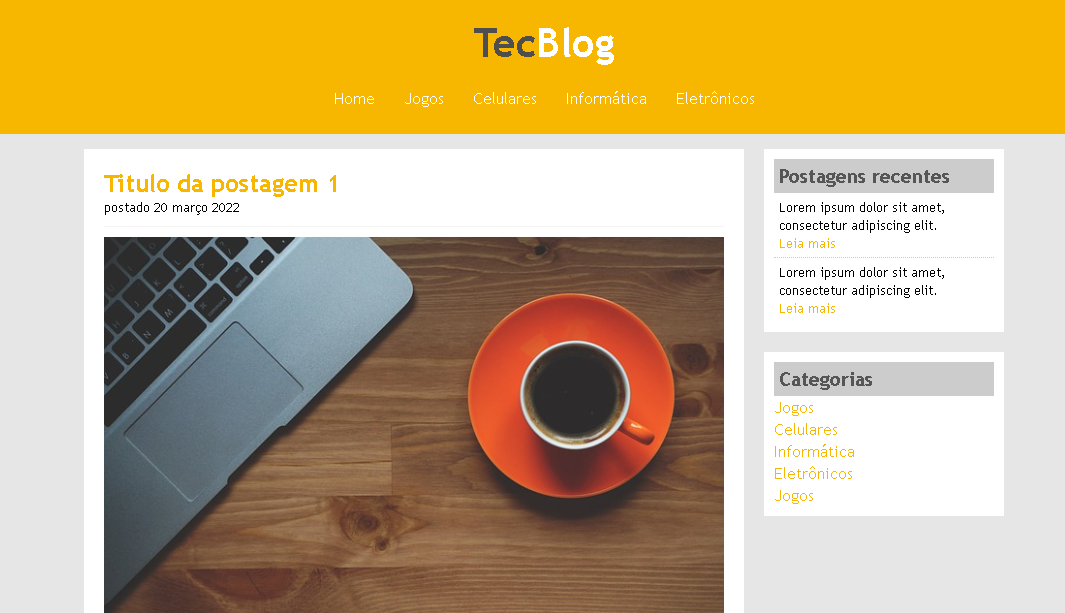 TecBlog
Home Jogos Celulares Informática Eletrônicos
Titulo da postagem 1
postado 20 março 2022
Postagens recentes
Lorem ipsum dolor sit amet,
consectetur adipiscing elit.
Leia mais
Lorem ipsum dolor sit amet,
consectetur adipiscing elit.
Leia mais
Categorias
Jogos
Celulares
Informática
Eletrônicos
Jogos